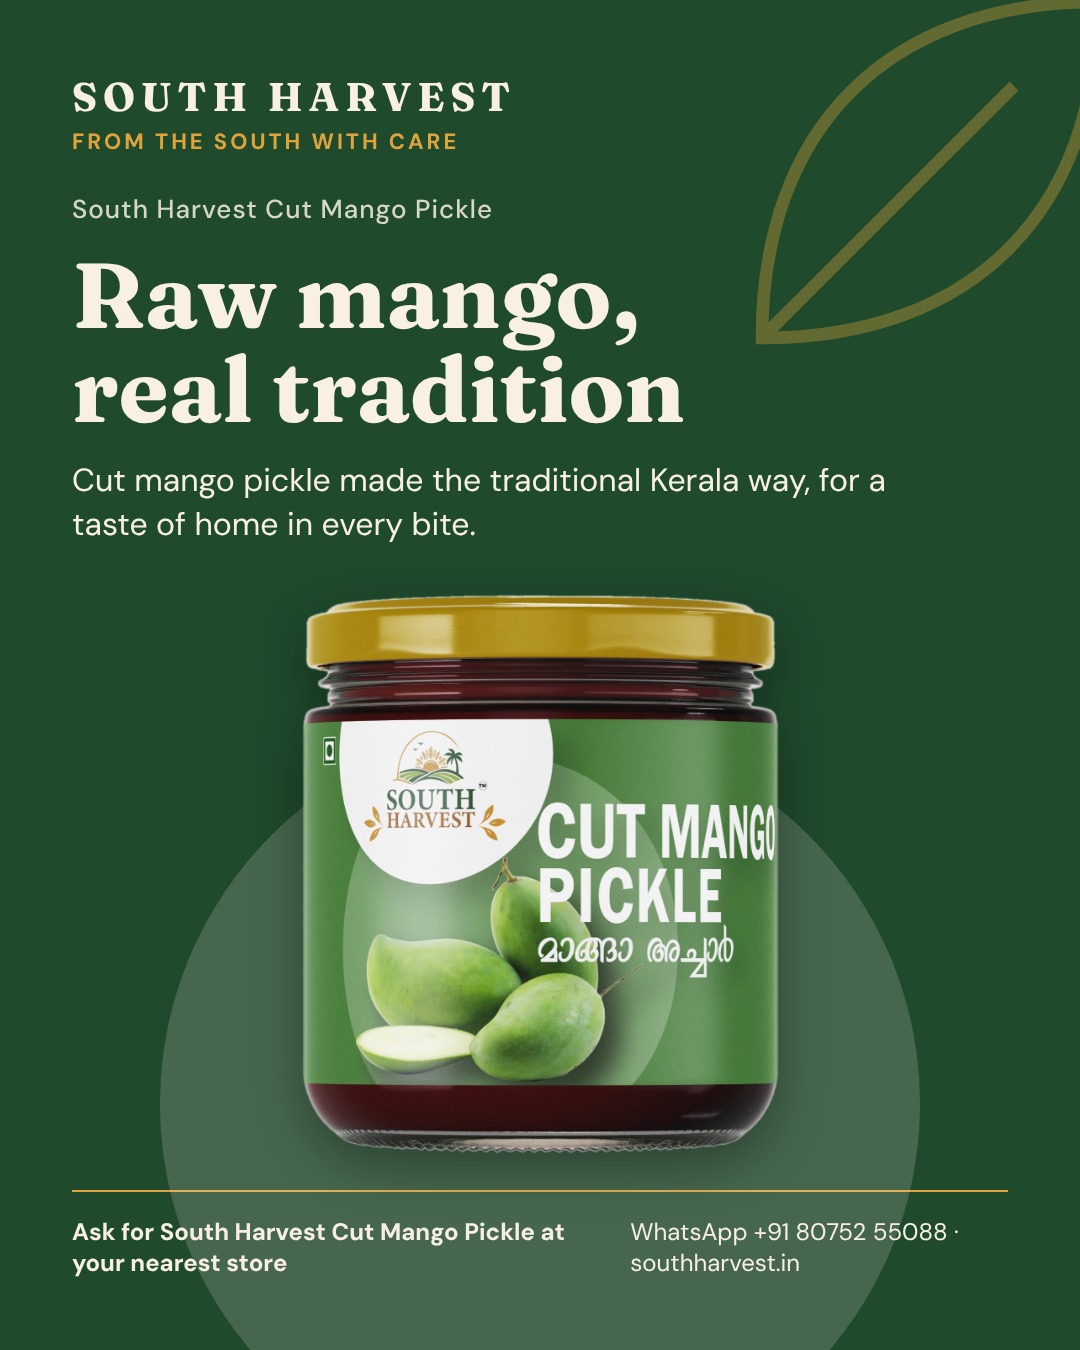 SOUTH HARVEST
FROM THE SOUTH WITH CARE
South Harvest Cut Mango Pickle
Raw mango,
real tradition
Cut mango pickle made the traditional Kerala way, for a
taste of home in every bite.
SOUTH
™
HARVEST
CUT MANGO
PICKLE
മാങ്ങാ അച്ചാർ
Ask for South Harvest Cut Mango Pickle at
your nearest store
WhatsApp +91 80752 55088 ·
southharvest.in